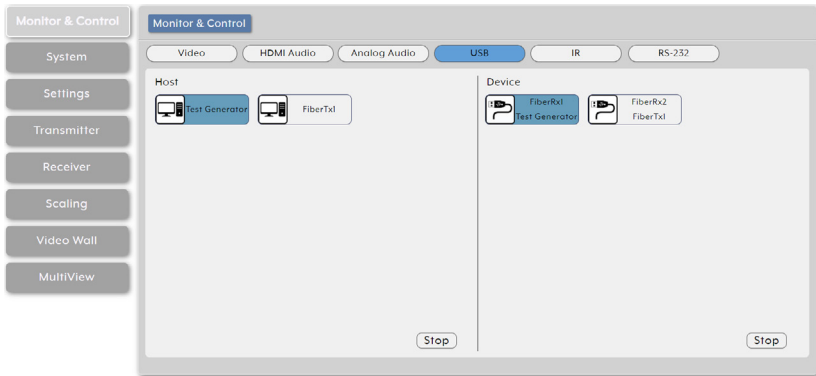 Monitor & Control
System
Settings
Transmitter
Receiver
Scaling
Video Wall
MultiView
Monitor & Control
Video
HDMI Audio
Analog Audio
USB
IR
RS-232
Host
Test Generator
FiberTx1
Stop
Device
FiberRx1
Test Generator
FiberRx2
FiberTx1
Stop